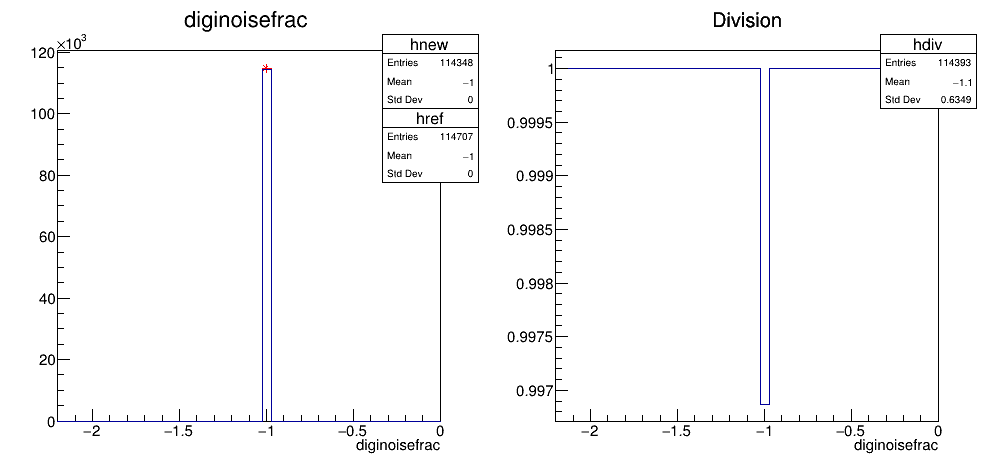 diginoisefrac
×10³
120
100
80
60
40
20
0
−2
−1.5
−1
−0.5
0
diginoisefrac
hnew
Entries 114348
Mean −1
Std Dev 0
href
Entries 114707
Mean −1
Std Dev 0
Division
1
0.9995
0.999
0.9985
0.998
0.9975
0.997
−2
−1.5
−1
−0.5
0
diginoisefrac
hdiv
Entries 114393
Mean −1.1
Std Dev 0.6349